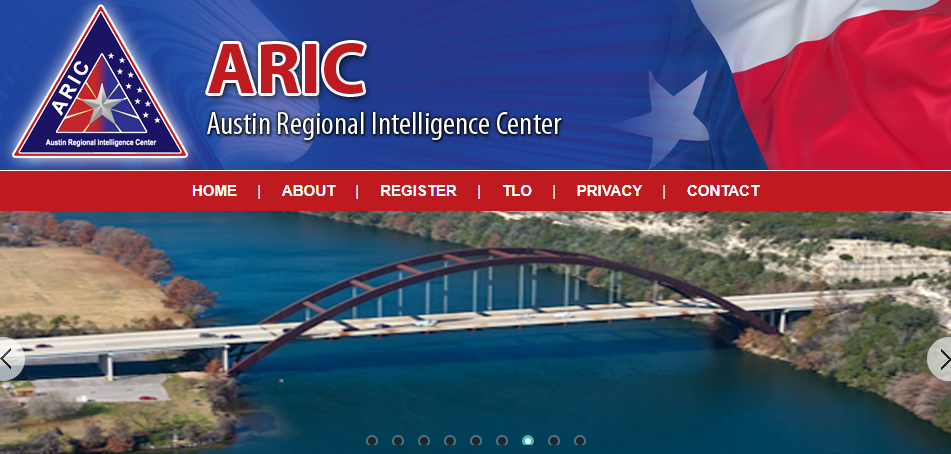 ARIC
Austin Regional Intelligence Center
ARIC
Austin Regional Intelligence Center
HOME | ABOUT | REGISTER | TLO | PRIVACY | CONTACT